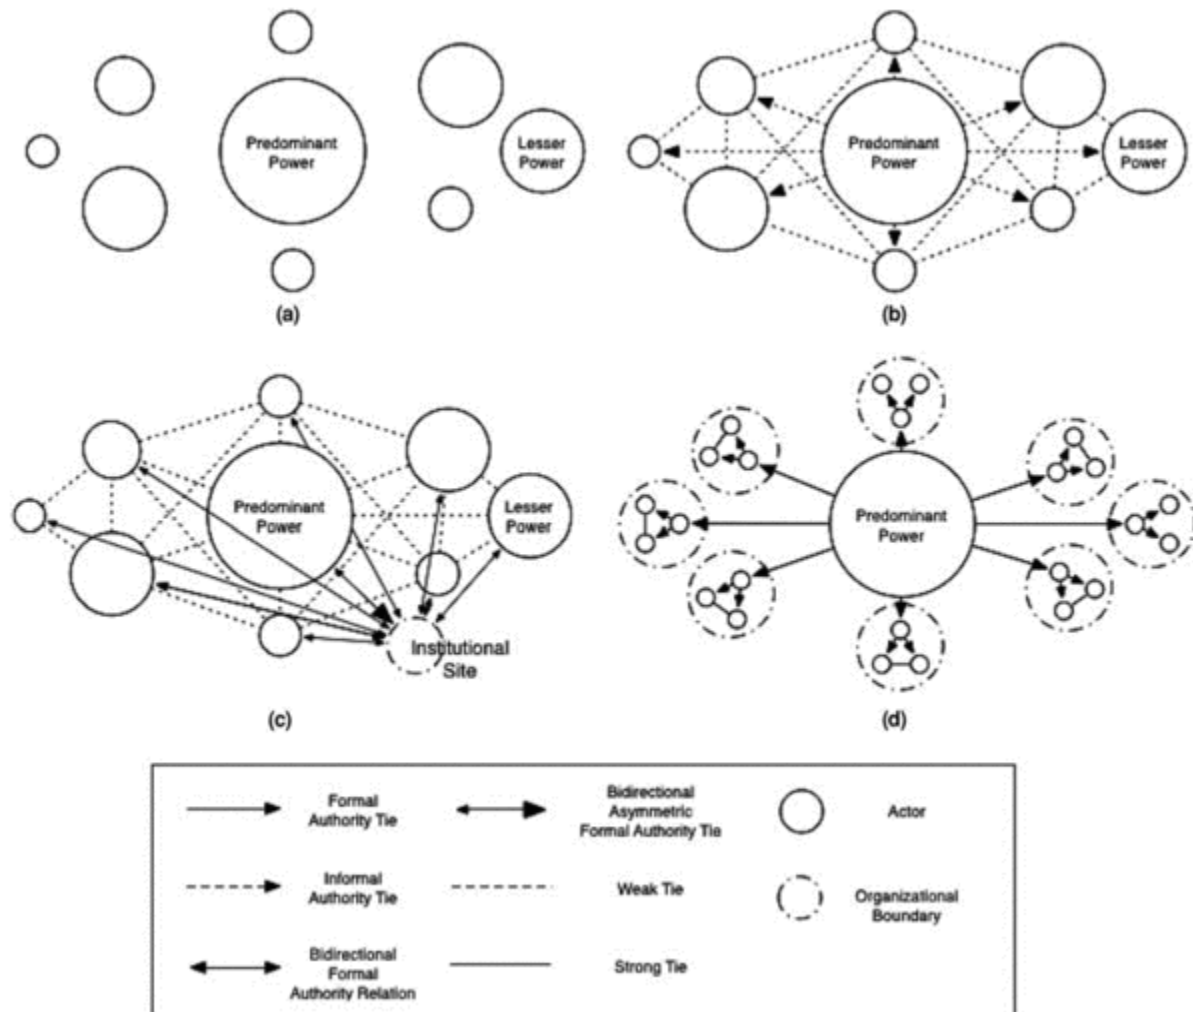 Predominant
Power
Lesser
Power
(a)
Predominant
Power
Lesser
Power
(b)
Predominant
Power
Lesser
Power
Institutional
Site
(c)
Predominant
Power
(d)
Formal
Authority Tie
Bidirectional
Asymmetric
Formal Authority Tie
Actor
Informal
Authority Tie
Weak Tie
Organizational
Boundary
Bidirectional
Formal
Authority Relation
Strong Tie